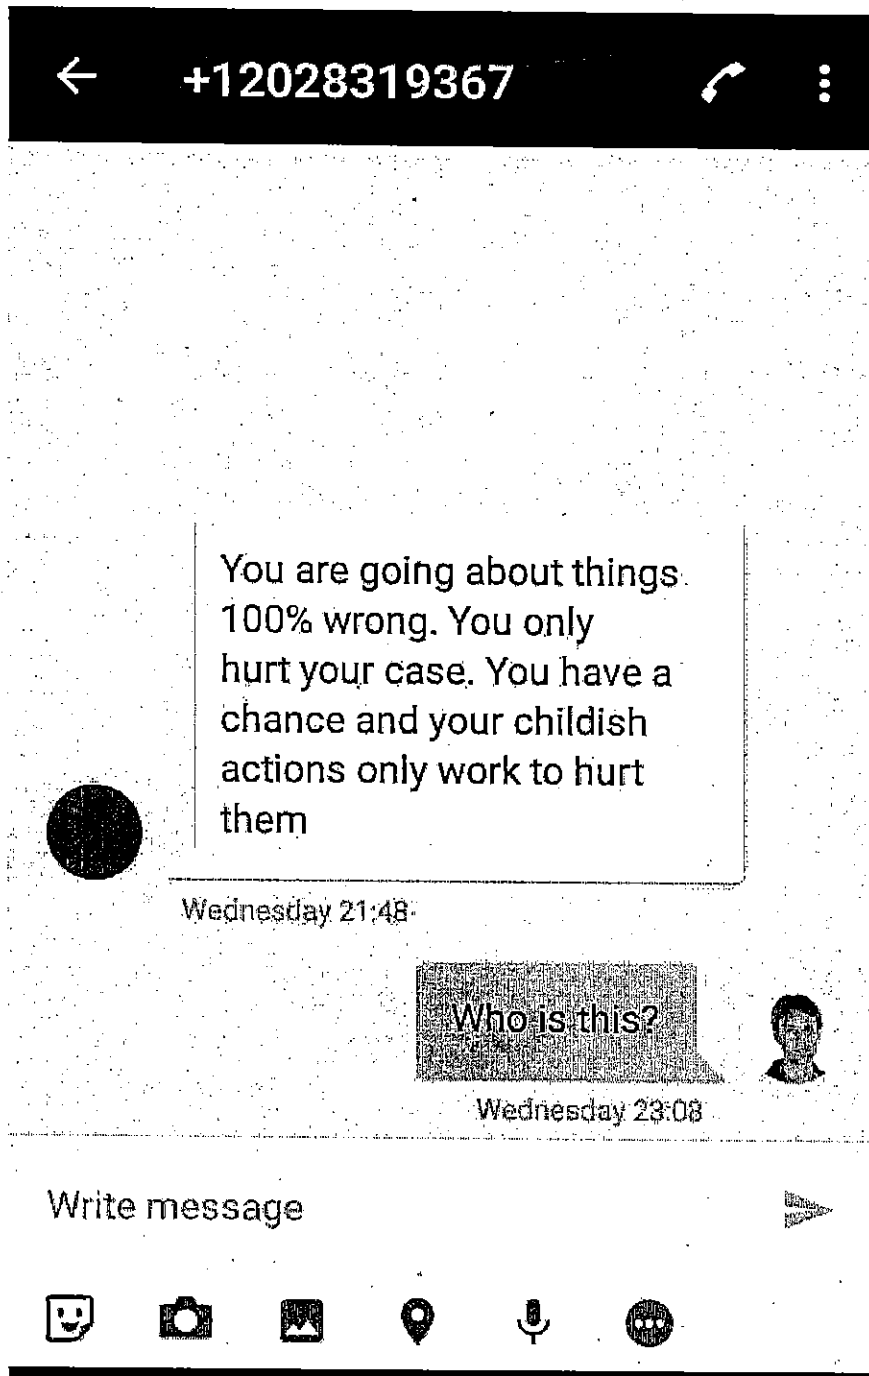 +12028319367
You are going about things
100% wrong. You only
hurt your case. You have a
chance and your childish
actions only work to hurt
them
Wednesday 21:48
Who is this?
Wednesday 23:03
Write message